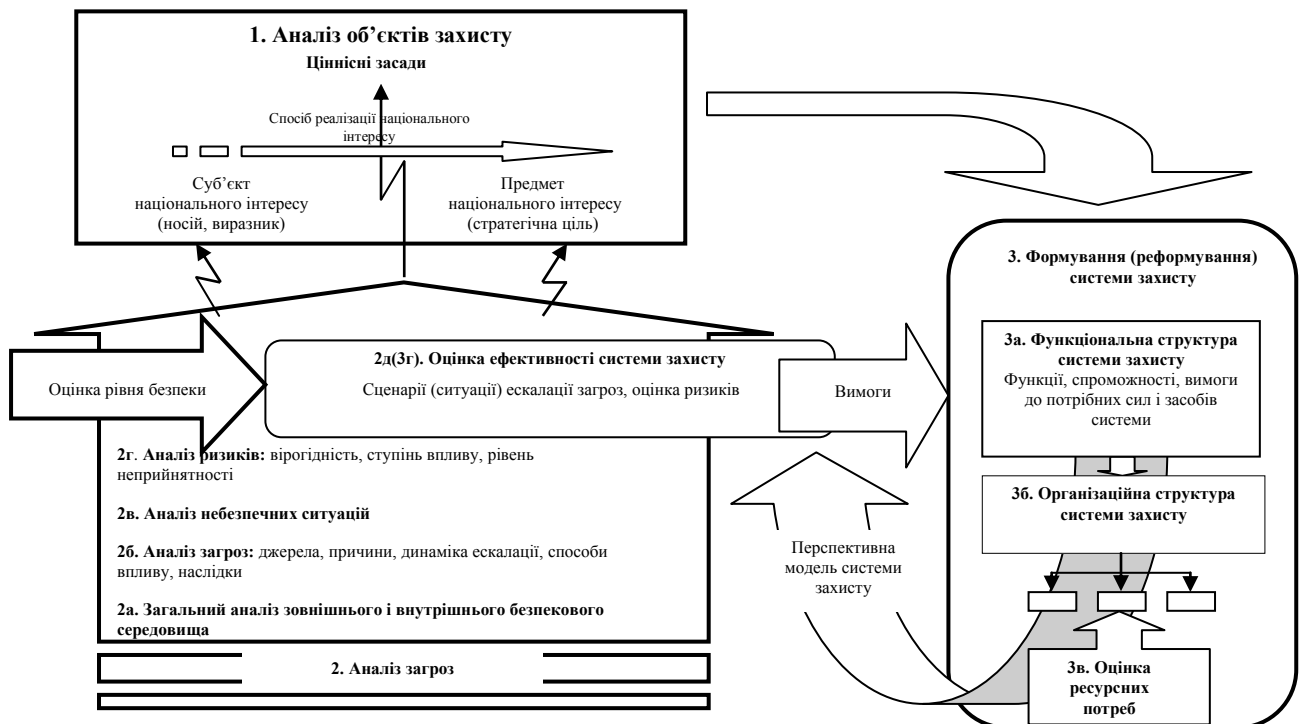 1. Аналіз об’єктів захисту
Ціннісні засади
Спосіб реалізації національного
інтересу
Суб’єкт
національного інтересу
(носій, виразник)
Предмет
національного інтересу
(стратегічна ціль)
Оцінка рівня безпеки
2д(3г). Оцінка ефективності системи захисту
Сценарії (ситуації) ескалації загроз, оцінка ризиків
Вимоги
2г. Аналіз ризиків: вірогідність, ступінь впливу, рівень
неприйнятності
2в. Аналіз небезпечних ситуацій
2б. Аналіз загроз: джерела, причини, динаміка ескалації, способи
впливу, наслідки
2а. Загальний аналіз зовнішнього і внутрішнього безпекового
середовища
2. Аналіз загроз
Перспективна
модель системи
захисту
3. Формування (реформування)
системи захисту
3а. Функціональна структура
системи захисту
Функції, спроможності, вимоги
до потрібних сил і засобів
системи
3б. Організаційна структура
системи захисту
3в. Оцінка
ресурсних
потреб